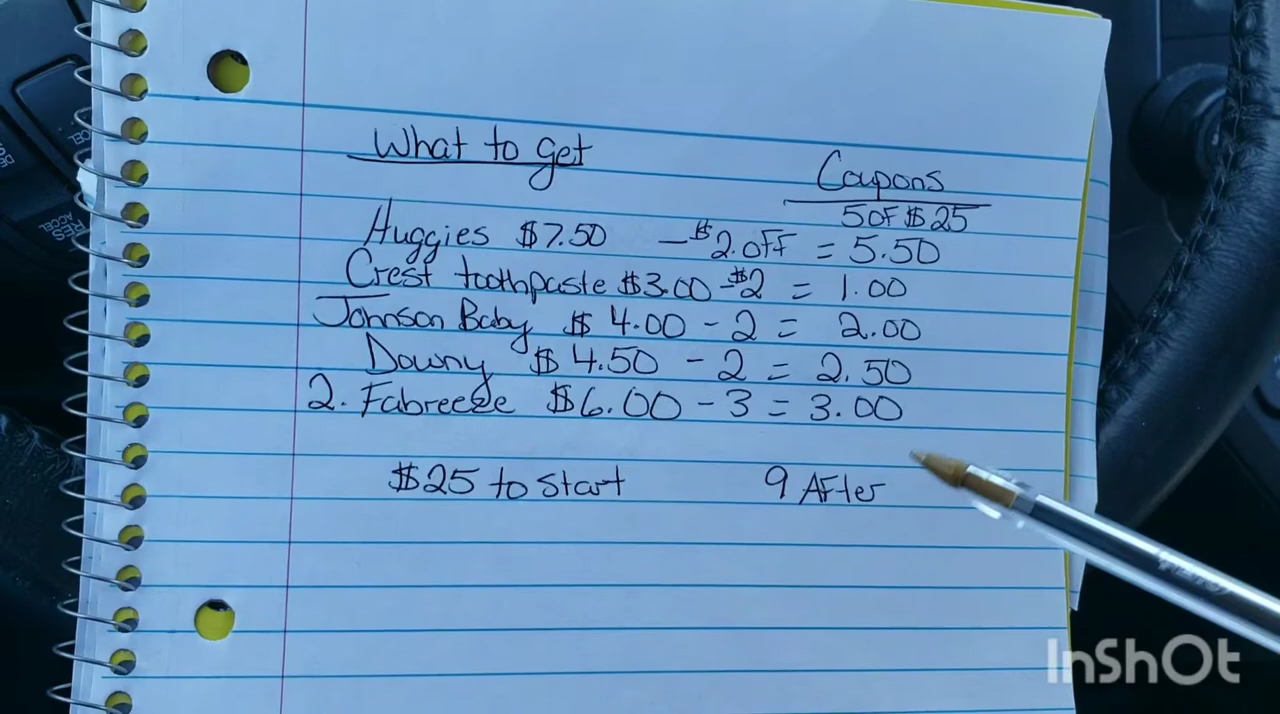 What to get
Coupons
5 OF $25
Huggies $7.50 -$2.off = 5.50
Crest toothpaste $3.00 -$2 = 1.00
Johnson Baby $ 4.00 - 2 = 2.00
Downy $ 4.50 - 2 = 2.50
2. Fabreeze $6.00 - 3 = 3.00
$25 to start 9 After
RES
ACCEL
InShOt